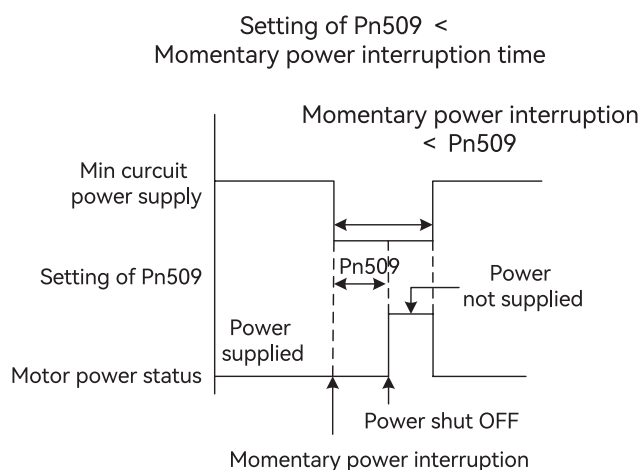 Setting of Pn509 <
Momentary power interruption time
Momentary power interruption
< Pn509
Min curcuit
power supply
Pn509
Setting of Pn509
Power
not supplied
Power
supplied
Motor power status
Power shut OFF
Momentary power interruption